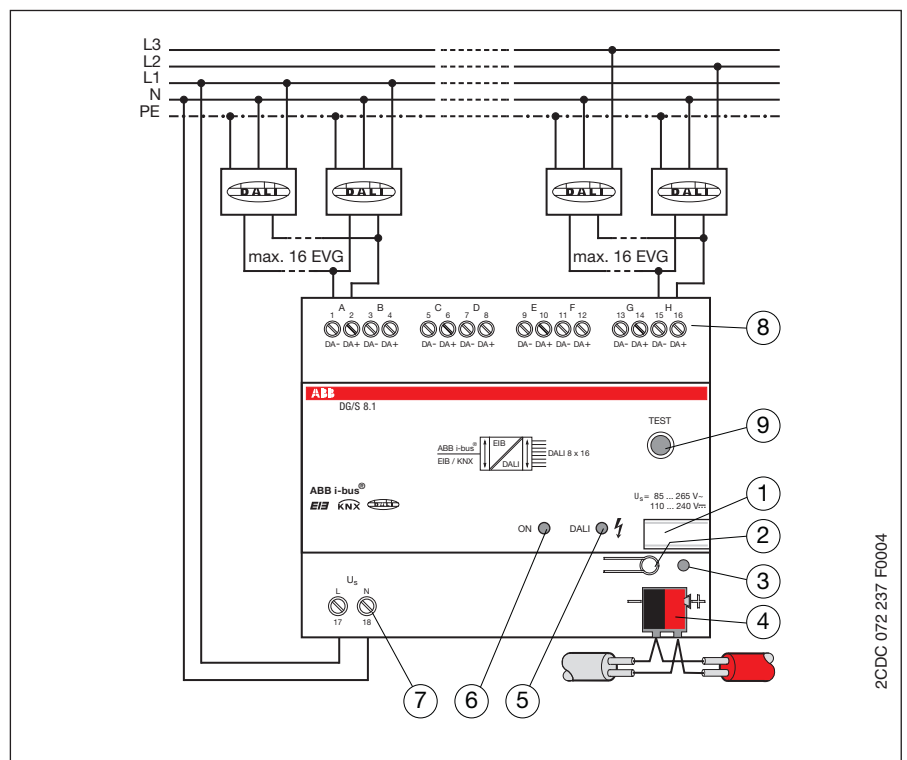 L3
L2
L1
N
PE
DALI DALI DALI DALI
max. 16 EVG max. 16 EVG
A B C D E F G H
1 2 3 4 5 6 7 8 9 10 11 12 13 14 15 16
DA- DA+ DA- DA+ DA- DA+ DA- DA+ DA- DA+ DA- DA+ DA- DA+ DA- DA+
8
ABB
DG/S 8.1
TEST
9
ABB i-bus® EIB DALI 8 x 16
EIB / KNX DALI
ABB i-bus®
EIB KNX DALI
Us = 85 ... 265 V~
110 ... 240 V⎓
1
ON DALI
2
3
Us
L N
17 18
- +
4
7 6 5
2CDC 072 237 F0004